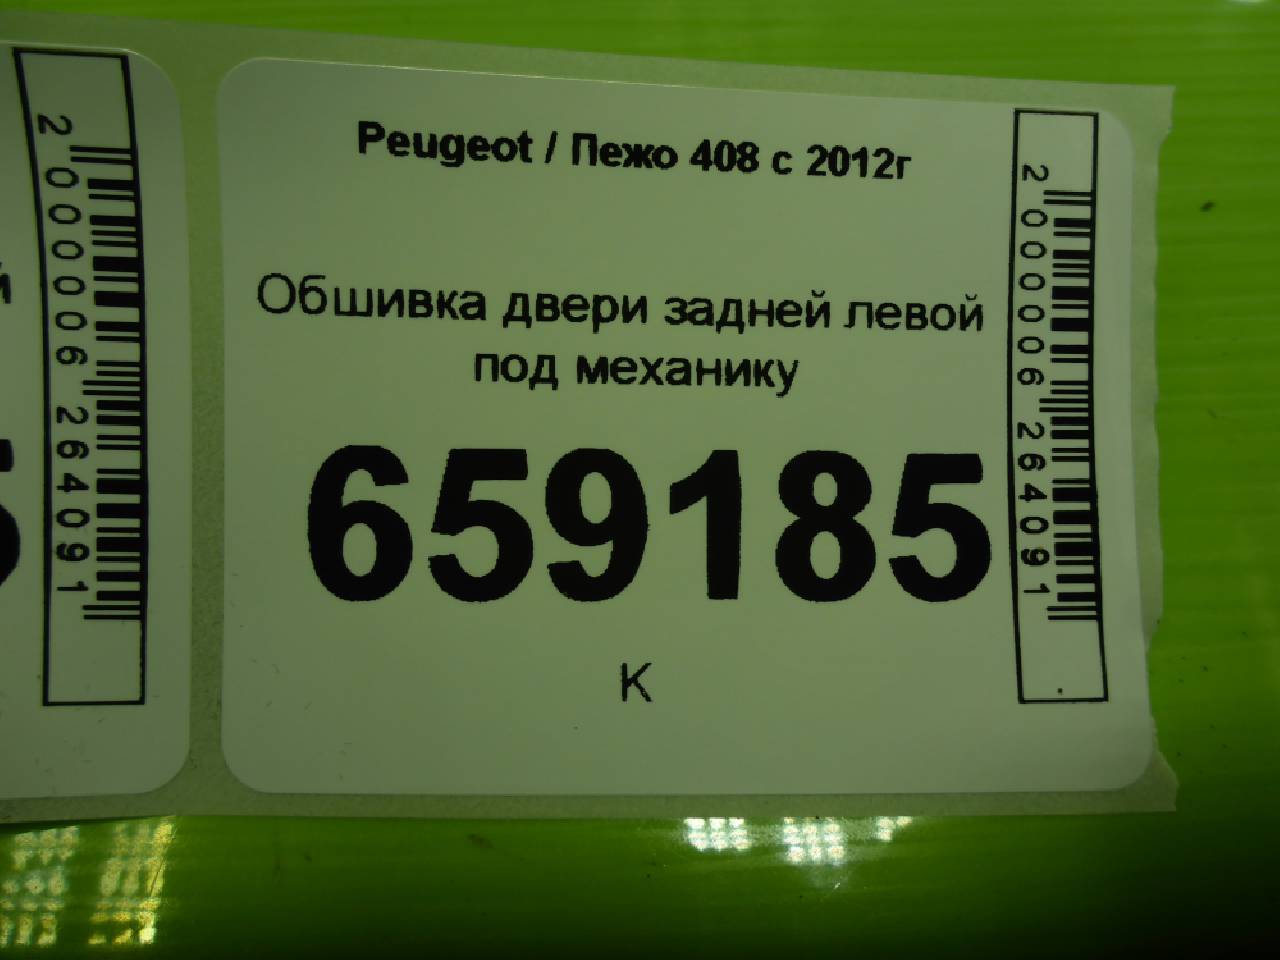 Peugeot / Пежо 408 с 2012г
Обшивка двери задней левой
под механику
659185
К
2000006264091
2000006264091